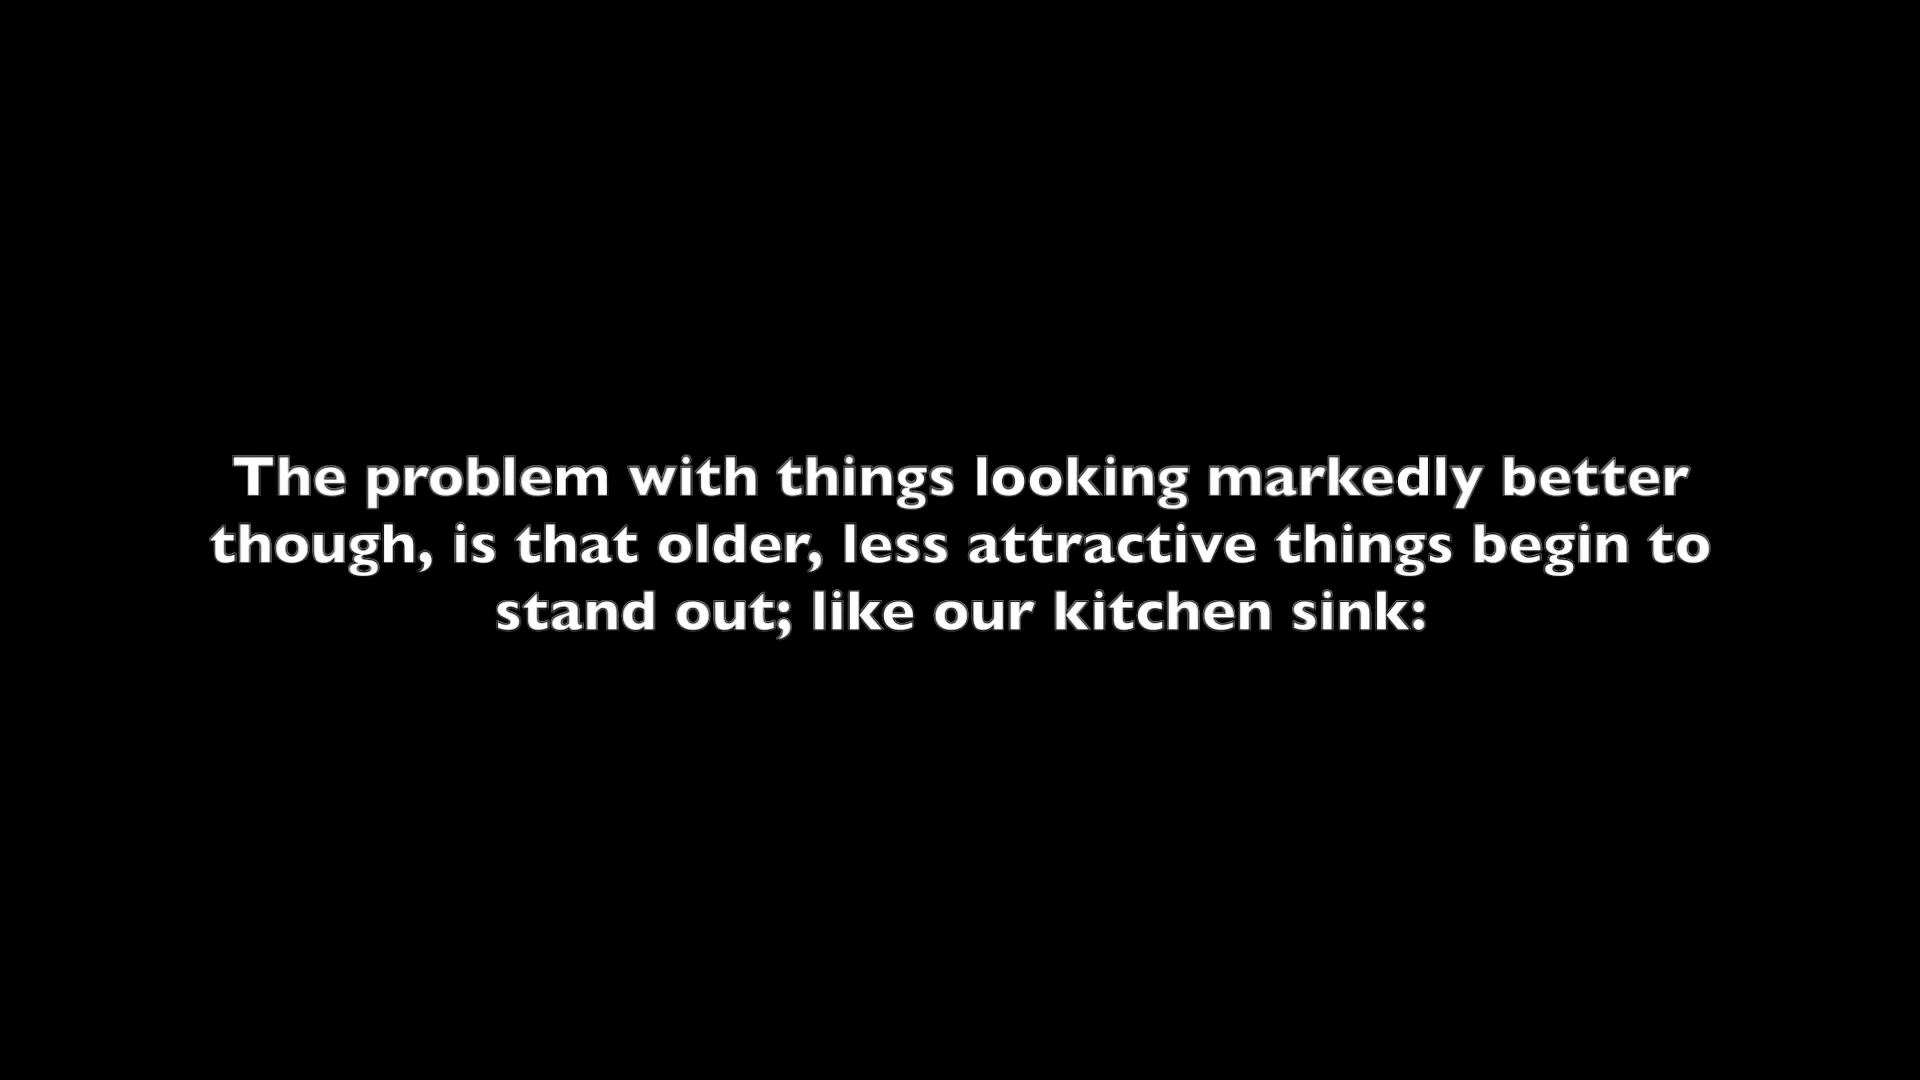 The problem with things looking markedly better
though, is that older, less attractive things begin to
stand out; like our kitchen sink: